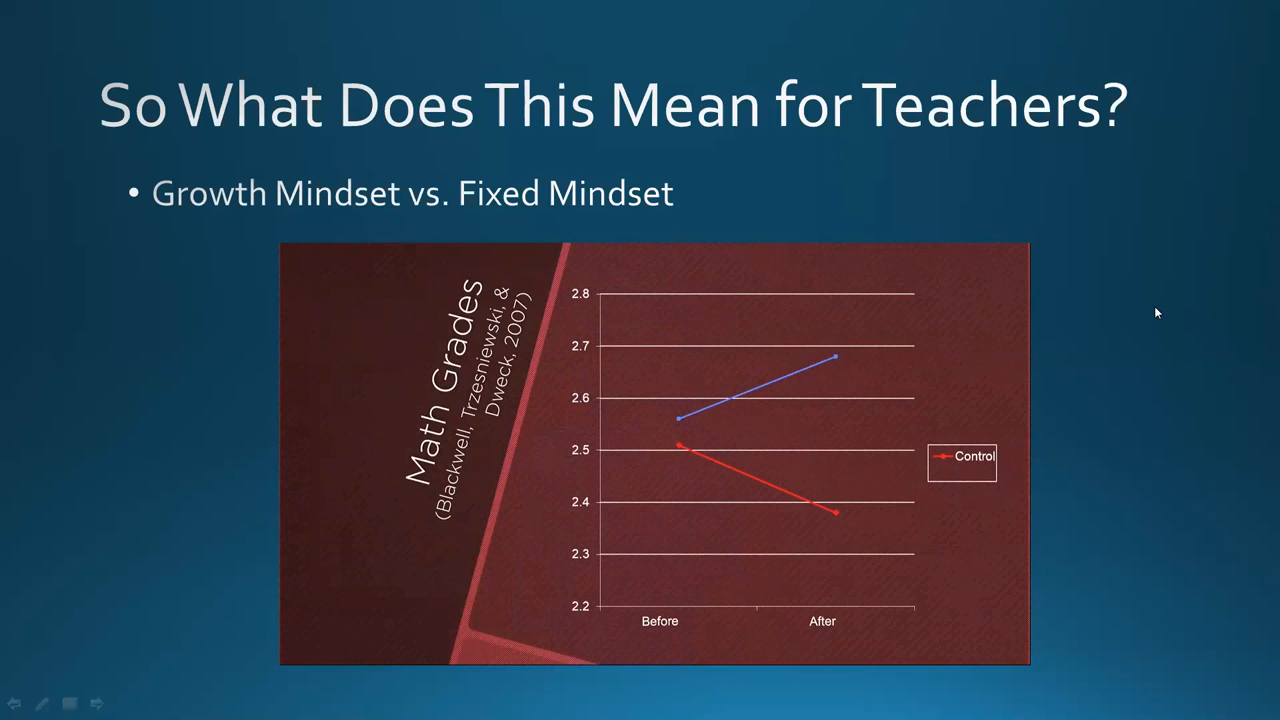 So What Does This Mean for Teachers?
• Growth Mindset vs. Fixed Mindset
Math Grades
(Blackwell, Trzesniewski, &
Dweck, 2007)
2.8
2.7
2.6
2.5
2.4
2.3
2.2
Before After
Control